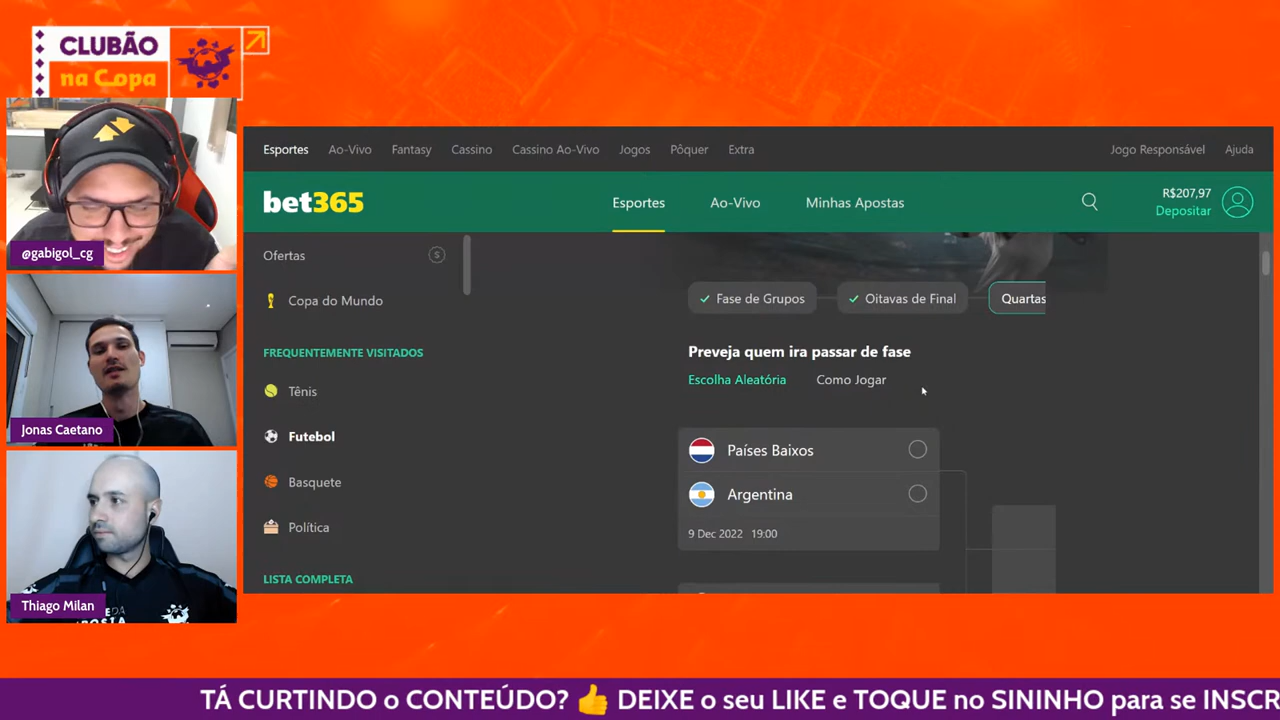 CLUBÃO
na Copa
@gabigol_cg
Jonas Caetano
Thiago Milan
Esportes Ao-Vivo Fantasy Cassino Cassino Ao-Vivo Jogos Pôquer Extra Jogo Responsável Ajuda
bet365 Esportes Ao-Vivo Minhas Apostas R$207,97
Depositar
Ofertas $
Copa do Mundo
FREQUENTEMENTE VISITADOS
Tênis
Futebol
Basquete
Política
LISTA COMPLETA
Fase de Grupos Oitavas de Final Quartas
Preveja quem ira passar de fase
Escolha Aleatória Como Jogar
Países Baixos
Argentina
9 Dec 2022 19:00
TÁ CURTINDO o CONTEÚDO? 👍 DEIXE o seu LIKE e TOQUE no SININHO para se INSCR